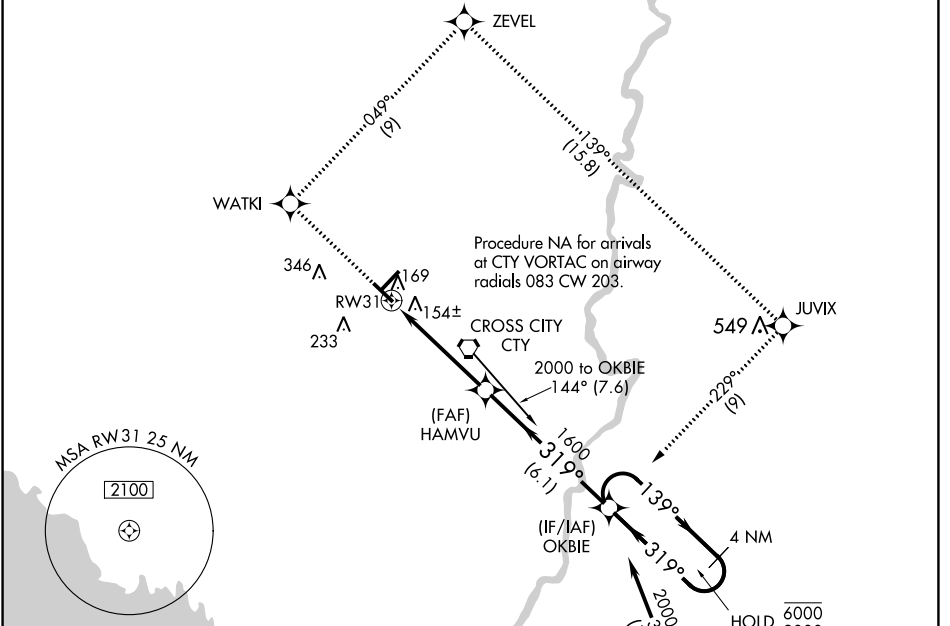 ZEVEL
049°
(9)
139°
(15.8)
WATKI
Procedure NA for arrivals
at CTY VORTAC on airway
radials 083 CW 203.
346
169
RW31
154±
233
JUVIX
549
CROSS CITY
CTY
2000 to OKBIE
144° (7.6)
229°
(9)
(FAF)
HAMVU
1600
319°
(6.1)
MSA RW31 25 NM
2100
139°
(IF/IAF)
OKBIE
4 NM
319°
2000
HOLD
6000